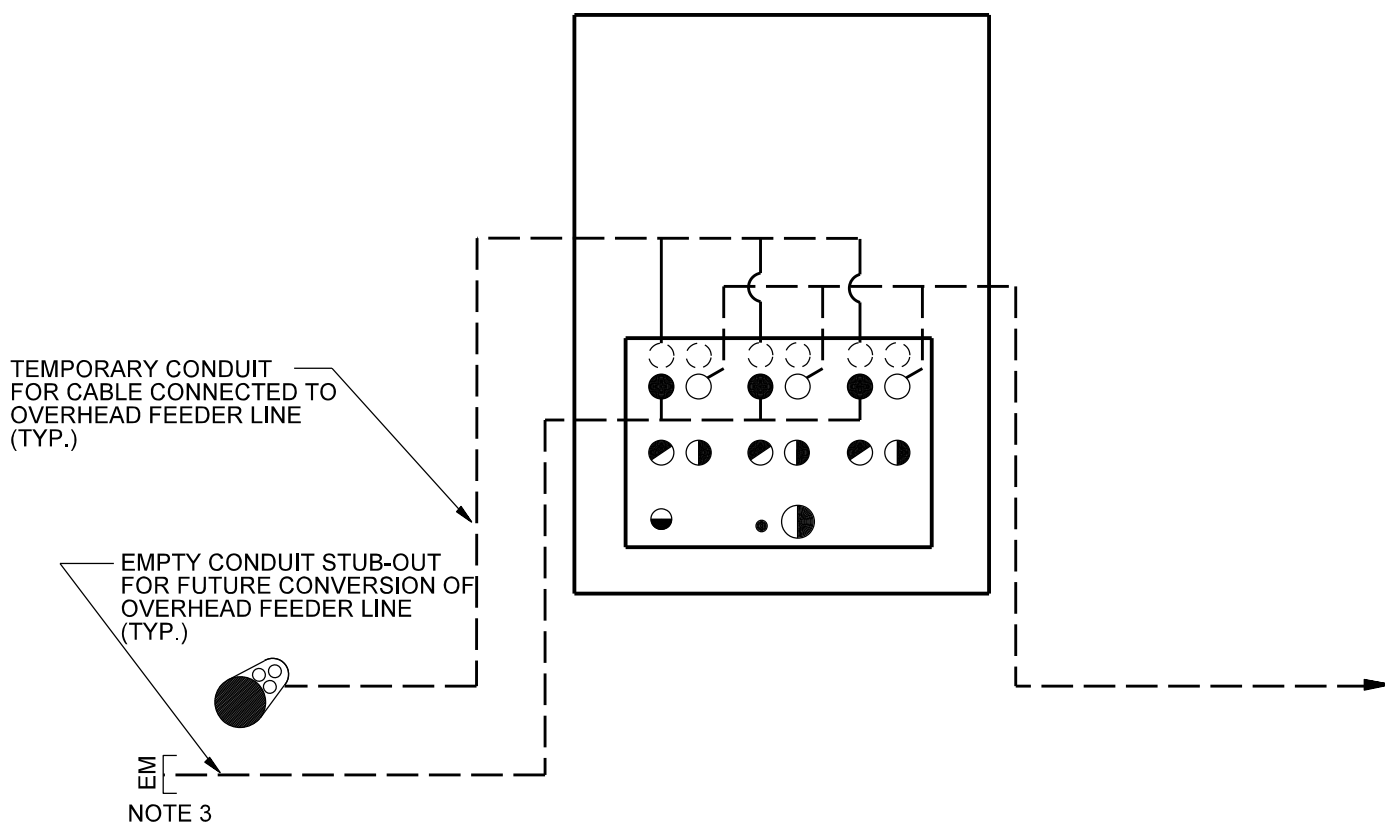 TEMPORARY CONDUIT
FOR CABLE CONNECTED TO
OVERHEAD FEEDER LINE
(TYP.)
EMPTY CONDUIT STUB-OUT
FOR FUTURE CONVERSION OF
OVERHEAD FEEDER LINE
(TYP.)
EM
NOTE 3